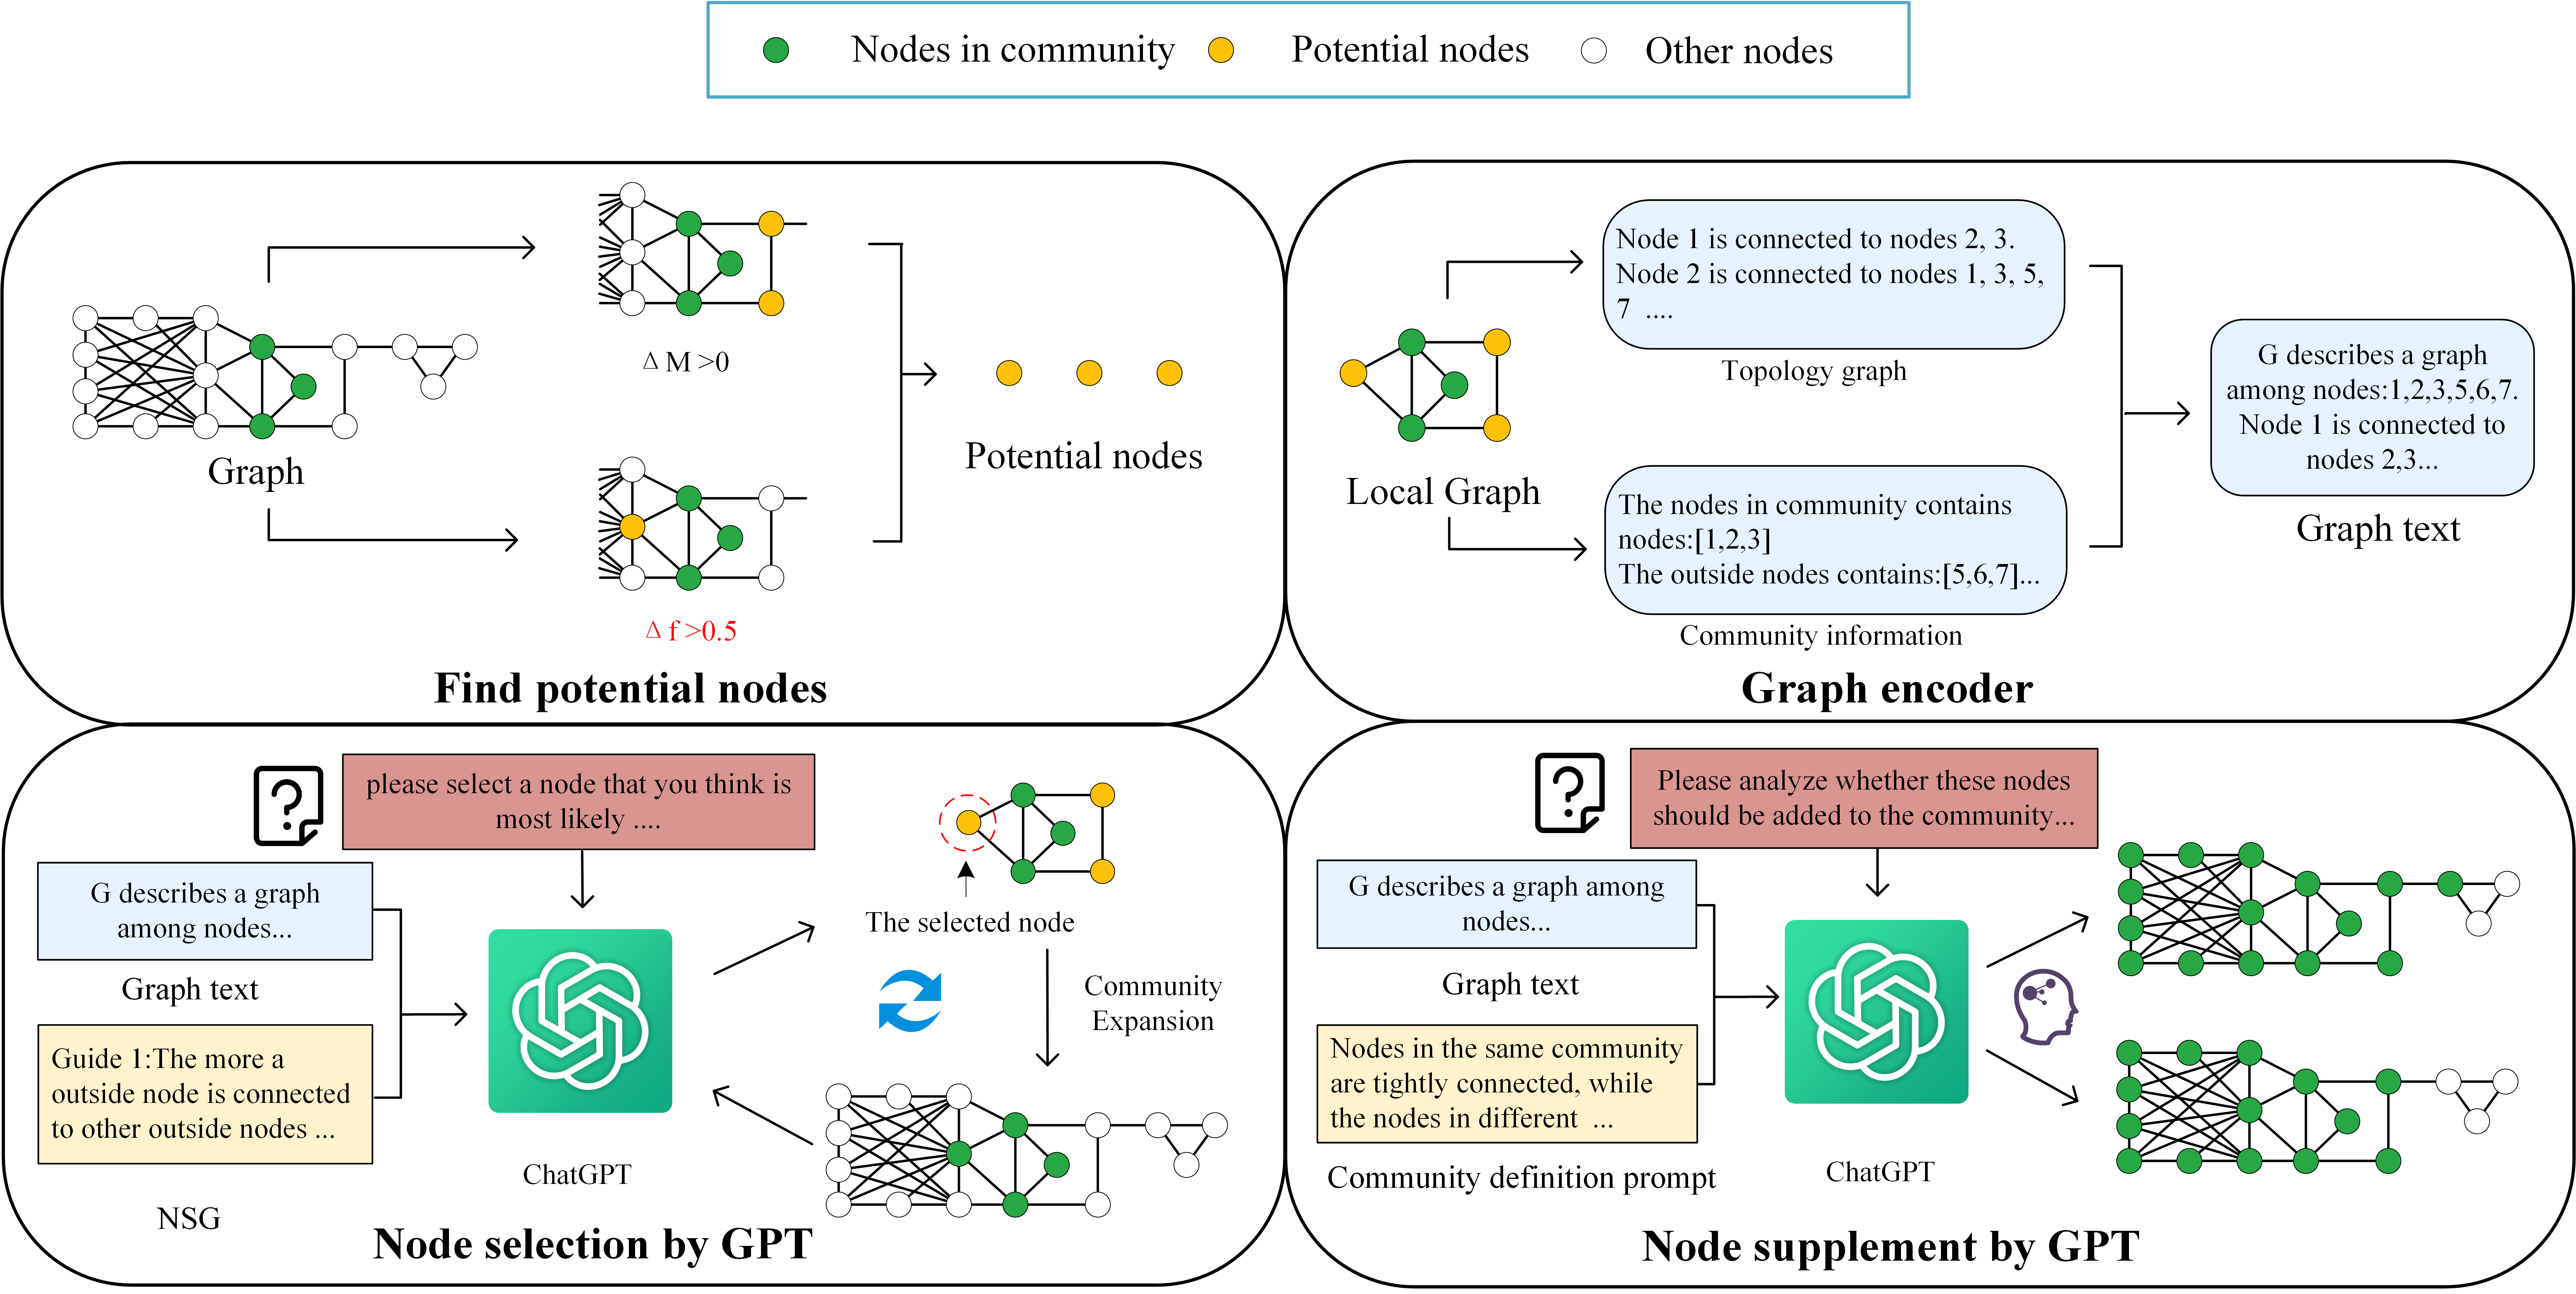 Nodes in community
Potential nodes
Other nodes
Δ M >0
Graph
Potential nodes
Δ f >0.5
Find potential nodes
Node 1 is connected to nodes 2, 3.
Node 2 is connected to nodes 1, 3, 5,
7 ....
Topology graph
Local Graph
The nodes in community contains
nodes:[1,2,3]
The outside nodes contains:[5,6,7]...
Community information
G describes a graph
among nodes:1,2,3,5,6,7.
Node 1 is connected to
nodes 2,3...
Graph text
Graph encoder
please select a node that you think is
most likely ....
G describes a graph
among nodes...
Graph text
Guide 1:The more a
outside node is connected
to other outside nodes ...
NSG
ChatGPT
The selected node
Community
Expansion
Node selection by GPT
Please analyze whether these nodes
should be added to the community...
G describes a graph among
nodes...
Graph text
Nodes in the same community
are tightly connected, while
the nodes in different ...
Community definition prompt
ChatGPT
Node supplement by GPT